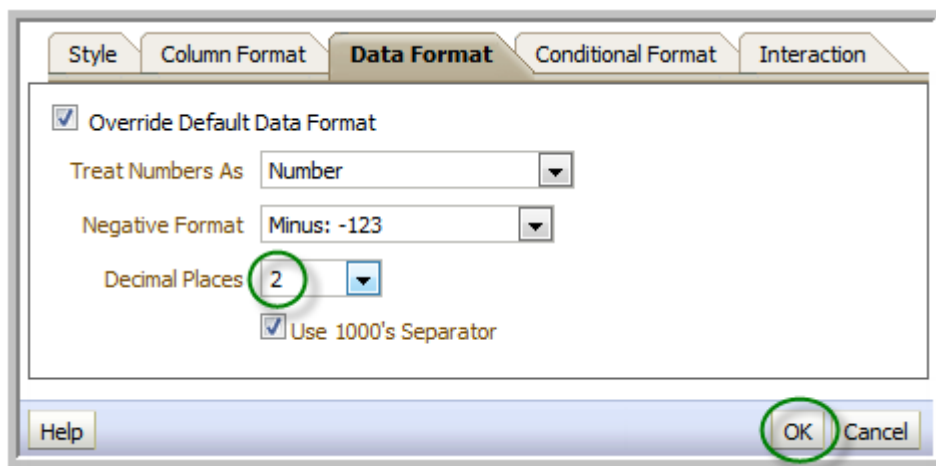 Style Column Format Data Format Conditional Format Interaction
Override Default Data Format
Treat Numbers As Number
Negative Format Minus: -123
Decimal Places 2
Use 1000's Separator
Help OK Cancel